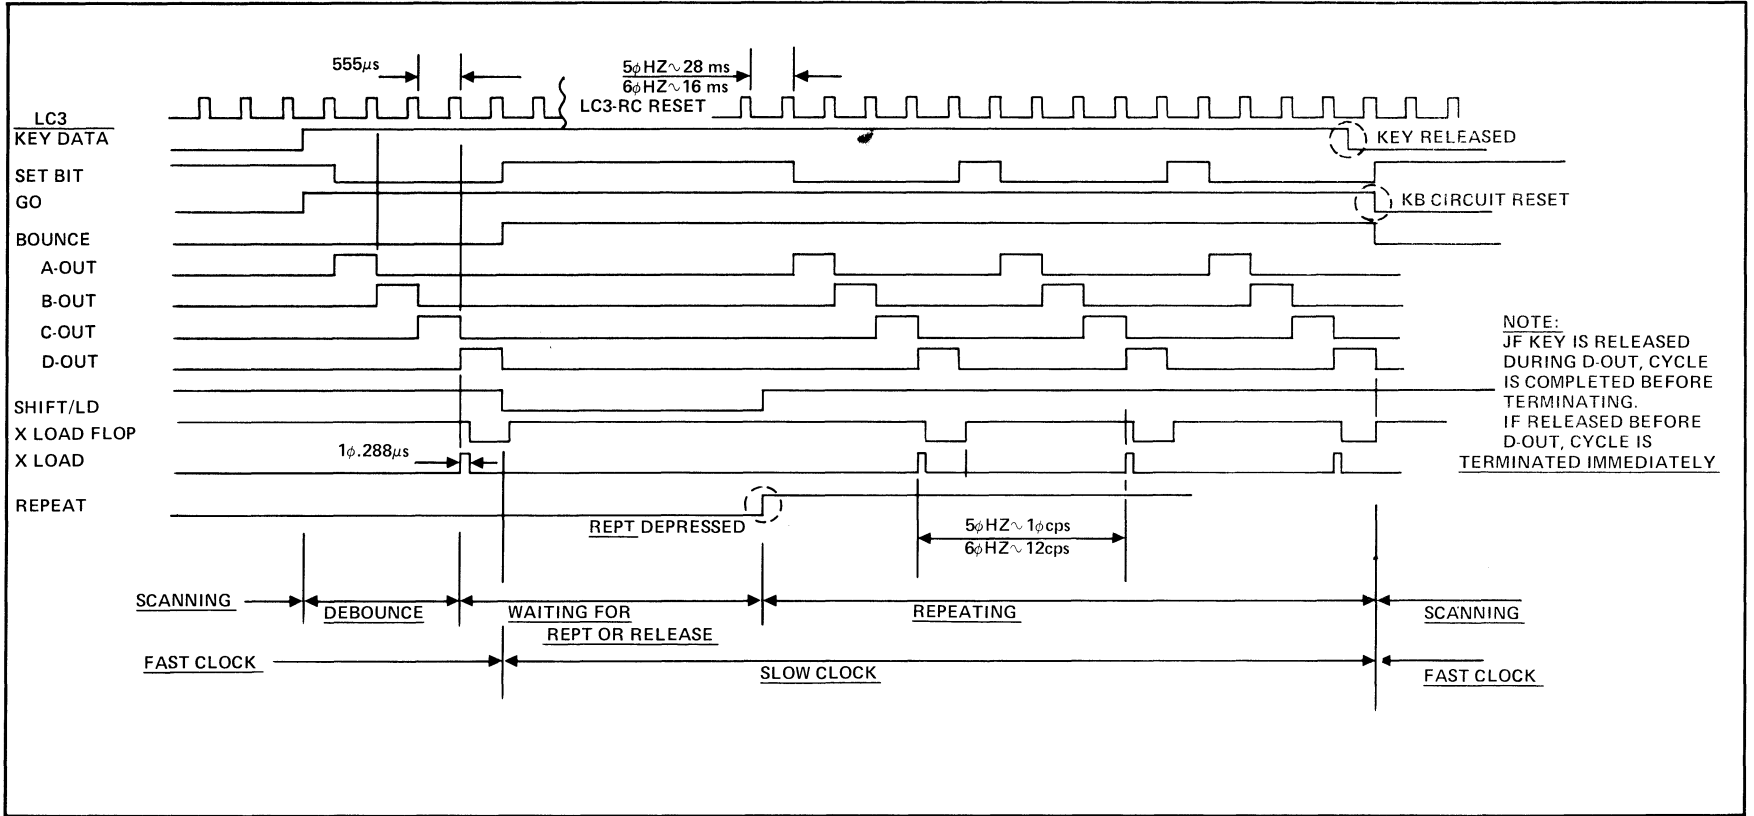 555μs
5ϕHZ∿28 ms
6ϕHZ∿16 ms
LC3-RC RESET
LC3
KEY DATA
KEY RELEASED
SET BIT
GO
KB CIRCUIT RESET
BOUNCE
A-OUT
B-OUT
C-OUT
D-OUT
NOTE:
JF KEY IS RELEASED
DURING D-OUT, CYCLE
IS COMPLETED BEFORE
TERMINATING.
IF RELEASED BEFORE
D-OUT, CYCLE IS
TERMINATED IMMEDIATELY
SHIFT/LD
X LOAD FLOP
1ϕ.288μs
X LOAD
REPEAT
REPT DEPRESSED
5ϕHZ∿1ϕcps
6ϕHZ∿12cps
SCANNING
DEBOUNCE
WAITING FOR
REPT OR RELEASE
REPEATING
SCANNING
FAST CLOCK
SLOW CLOCK
FAST CLOCK